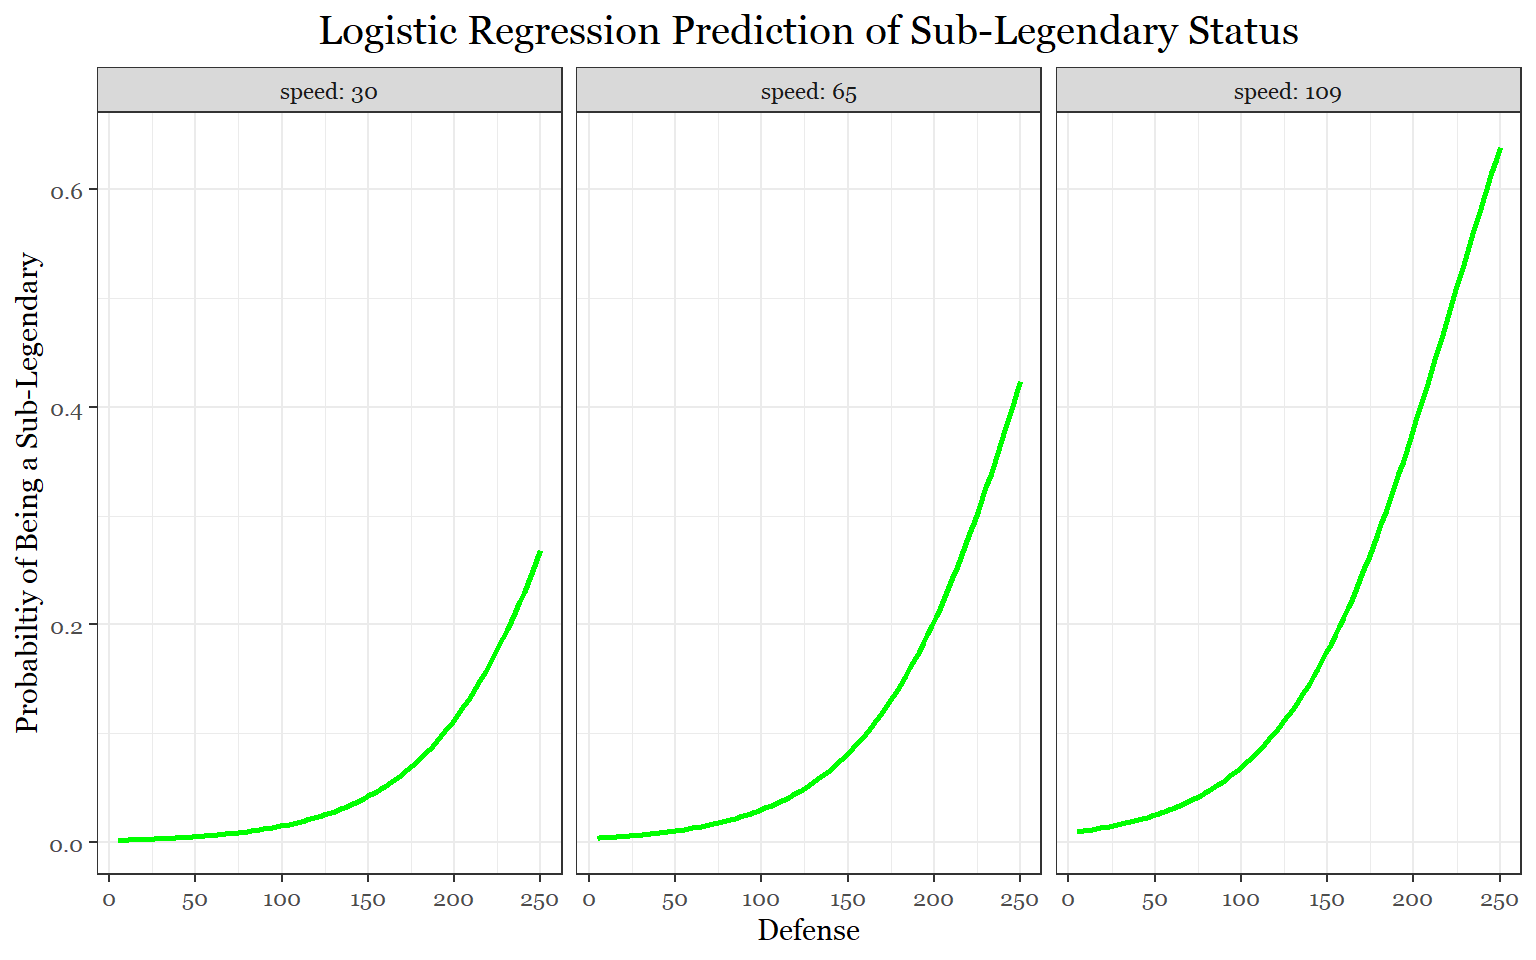 Logistic Regression Prediction of Sub-Legendary Status
speed: 30
speed: 65
speed: 109
Probabiltiy of Being a Sub-Legendary
0.6
0.4
0.2
0.0
0 50 100 150 200 250
0 50 100 150 200 250
0 50 100 150 200 250
Defense